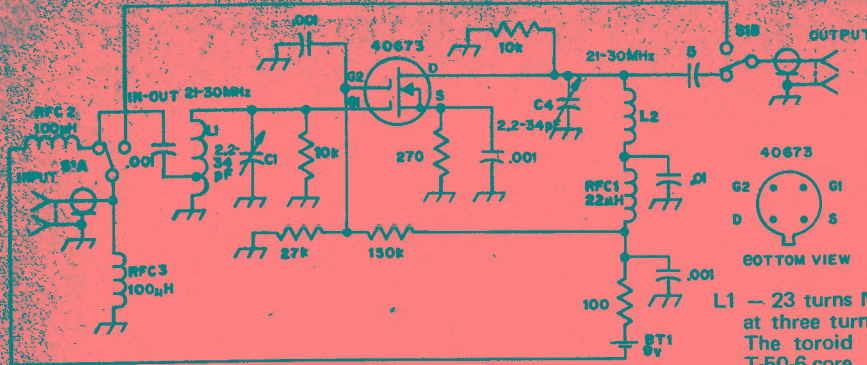 .001
40673
10k
S1B
OUTPUT
21-30MHz
D
G2
G1
S
5
IN-OUT 21-30MHz
RFC2
100µH
S1A
INPUT
.001
L1
2.2-
34
pF
C1
10k
270
.001
C4
2.2-34pF
L2
RFC1
22µH
.01
40673
G2
G1
D
S
BOTTOM VIEW
RFC3
100µH
27k
150k
.001
100
BT1
9v
L1 — 23 turns
at three turn
The toroid
T-50-6 core